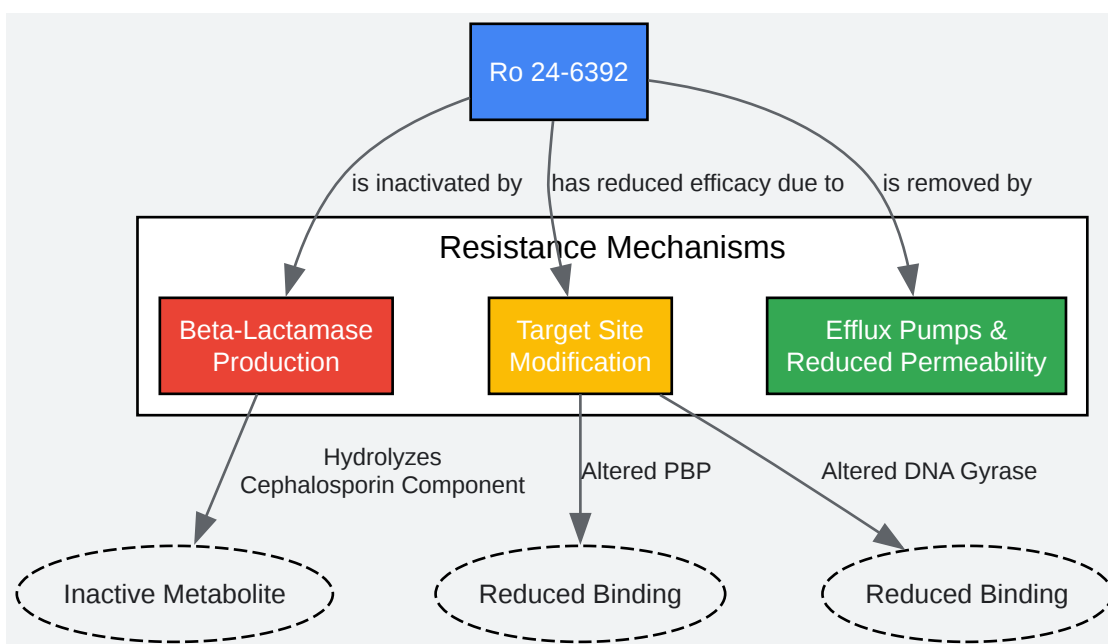 Ro 24-6392
is inactivated by
has reduced efficacy due to
is removed by
Resistance Mechanisms
Beta-Lactamase
Production
Target Site
Modification
Efflux Pumps &
Reduced Permeability
Hydrolyzes
Cephalosporin Component
Altered PBP
Altered DNA Gyrase
Inactive Metabolite
Reduced Binding
Reduced Binding